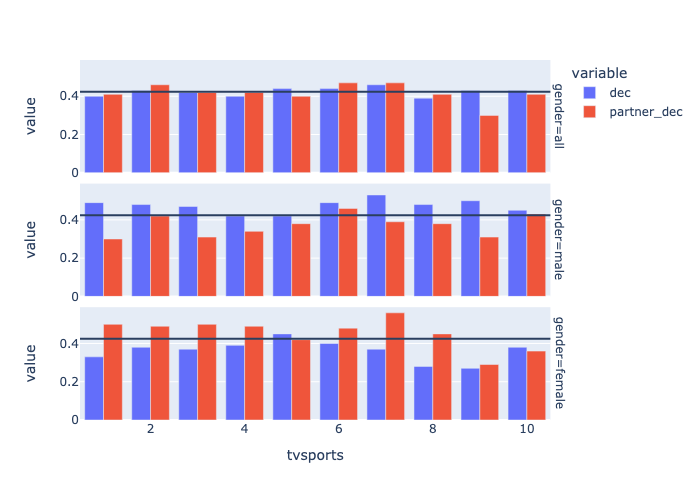 variable
dec
partner_dec
value
0.4
0.2
0
gender=all
value
0.4
0.2
0
gender=male
value
0.4
0.2
0
gender=female
2 4 6 8 10
tvsports